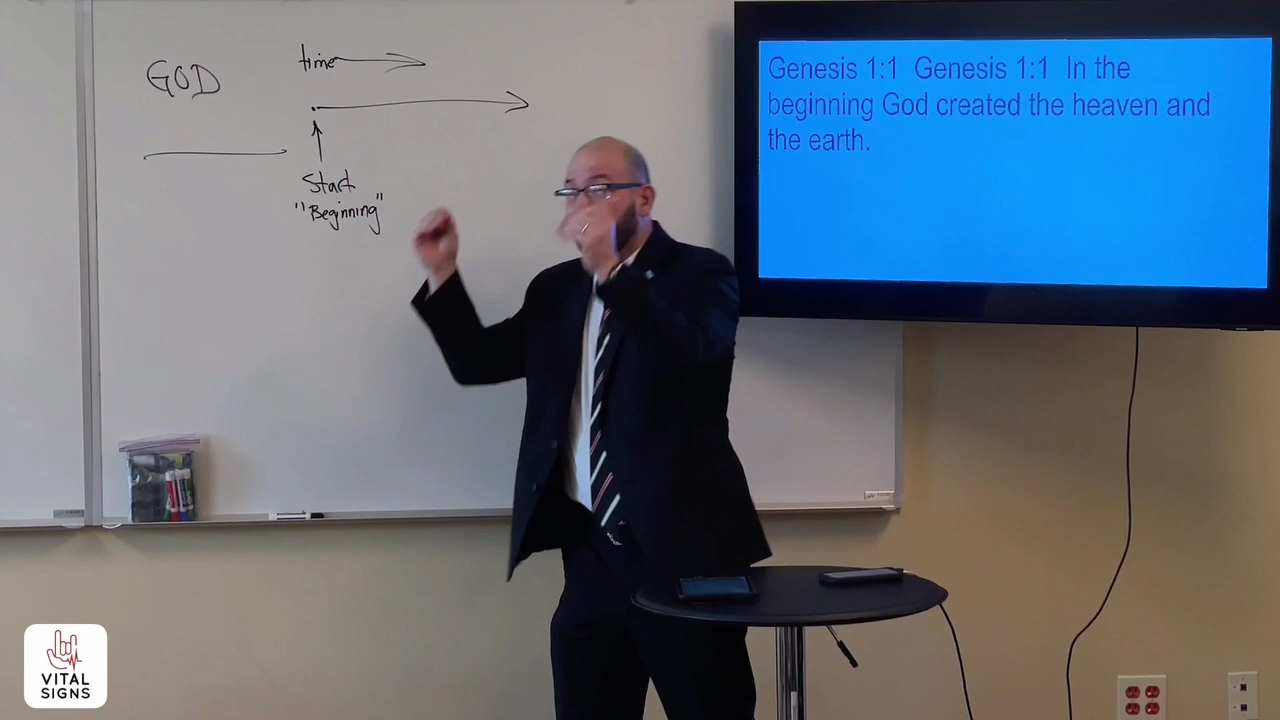 GOD
time
Start
"Beginning"
Genesis 1:1 Genesis 1:1 In the
beginning God created the heaven and
the earth.
VITAL
SIGNS